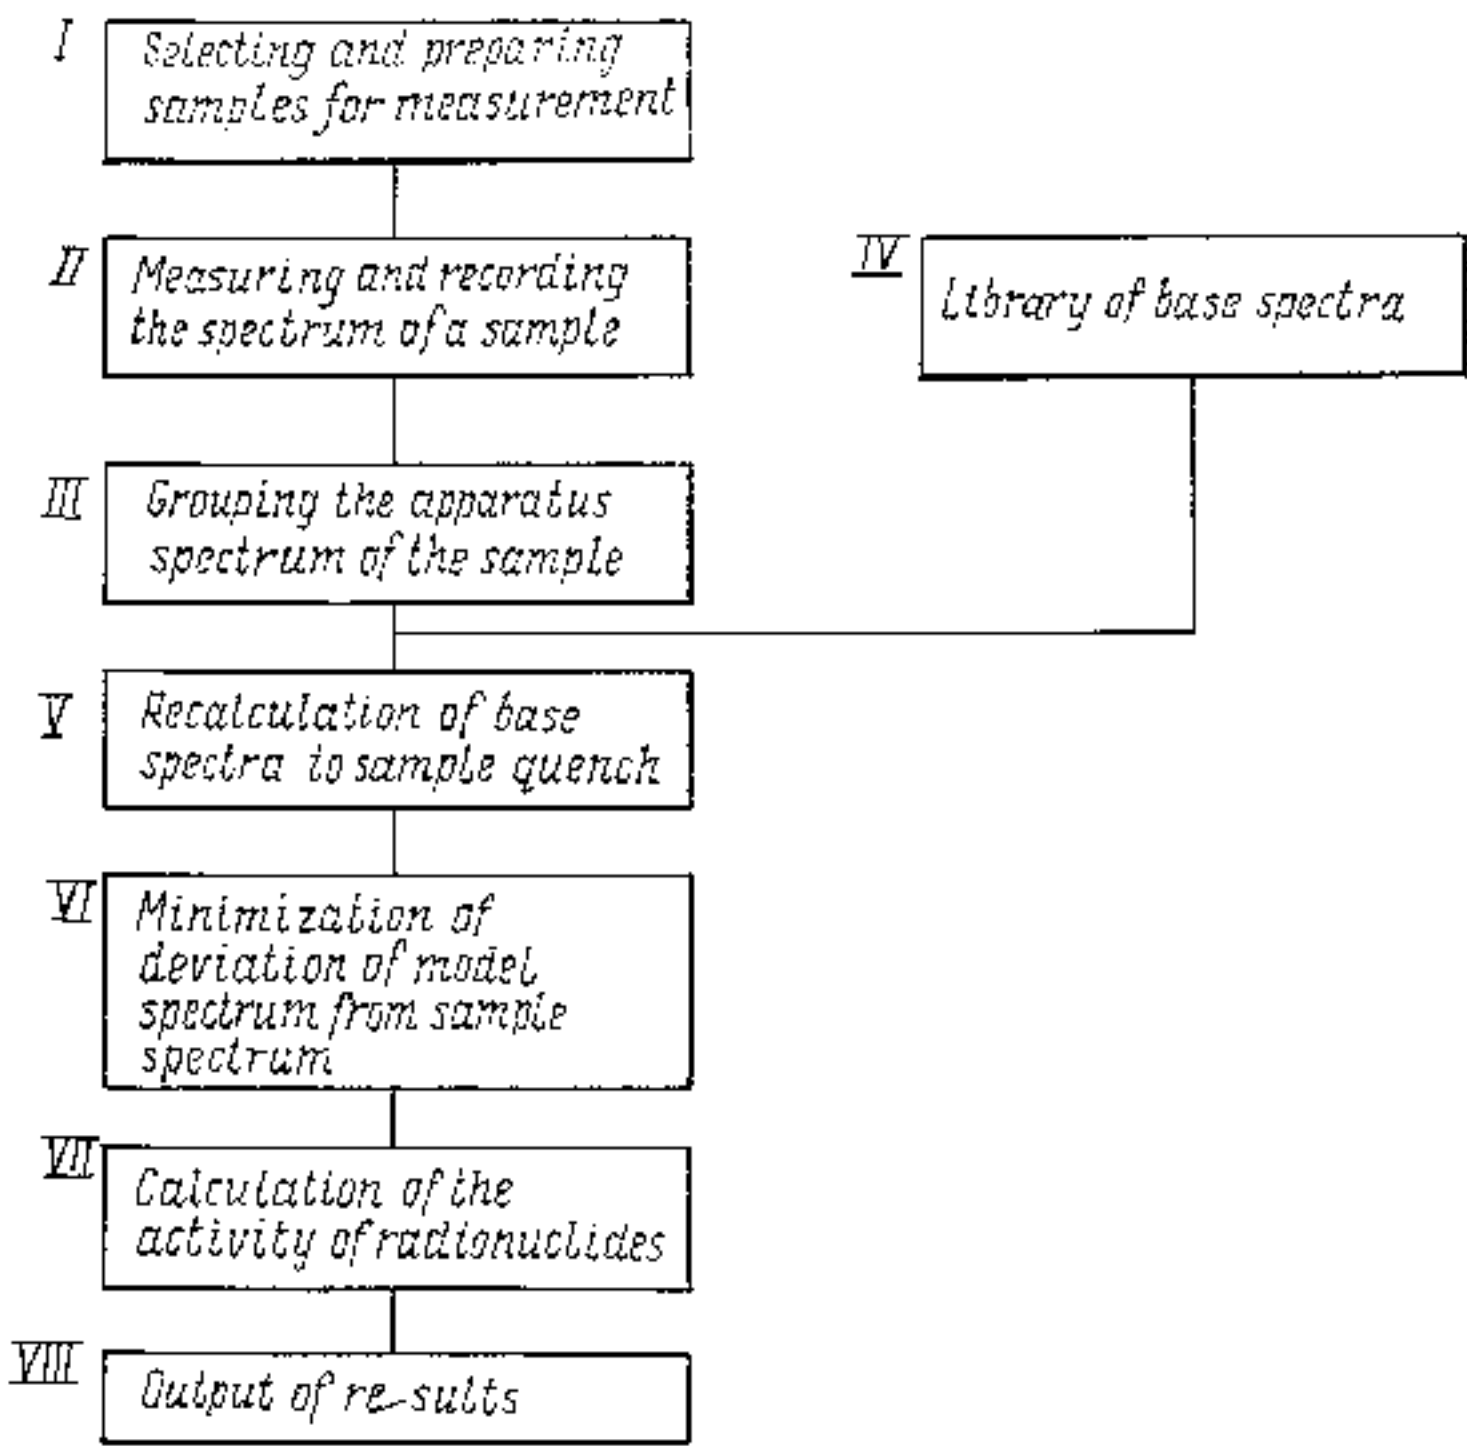 I
Selecting and preparing
samples for measurement
II
Measuring and recording
the spectrum of a sample
IV
Library of base spectra
III
Grouping the apparatus
spectrum of the sample
V
Recalculation of base
spectra to sample quench
VI
Minimization of
deviation of model
spectrum from sample
spectrum
VII
Calculation of the
activity of radionuclides
VIII
Output of re-sults